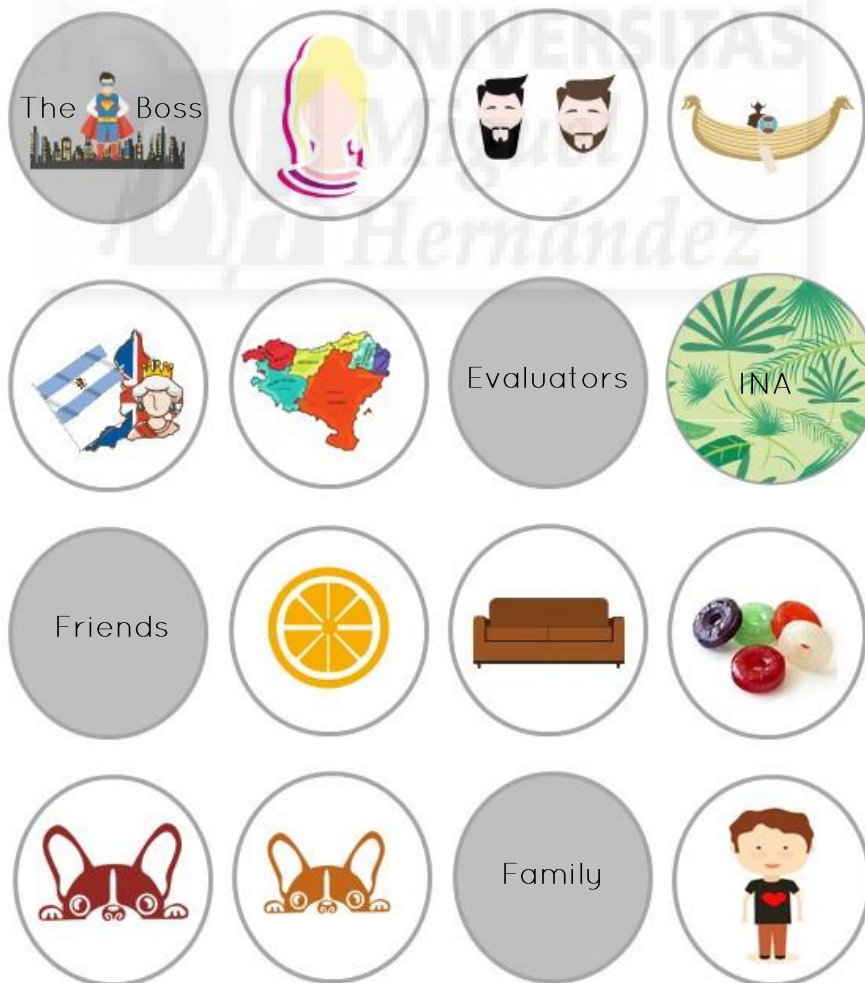 UNIVERSITAS
Miguel
Hernández
The Boss
Evaluators
INA
Friends
Family